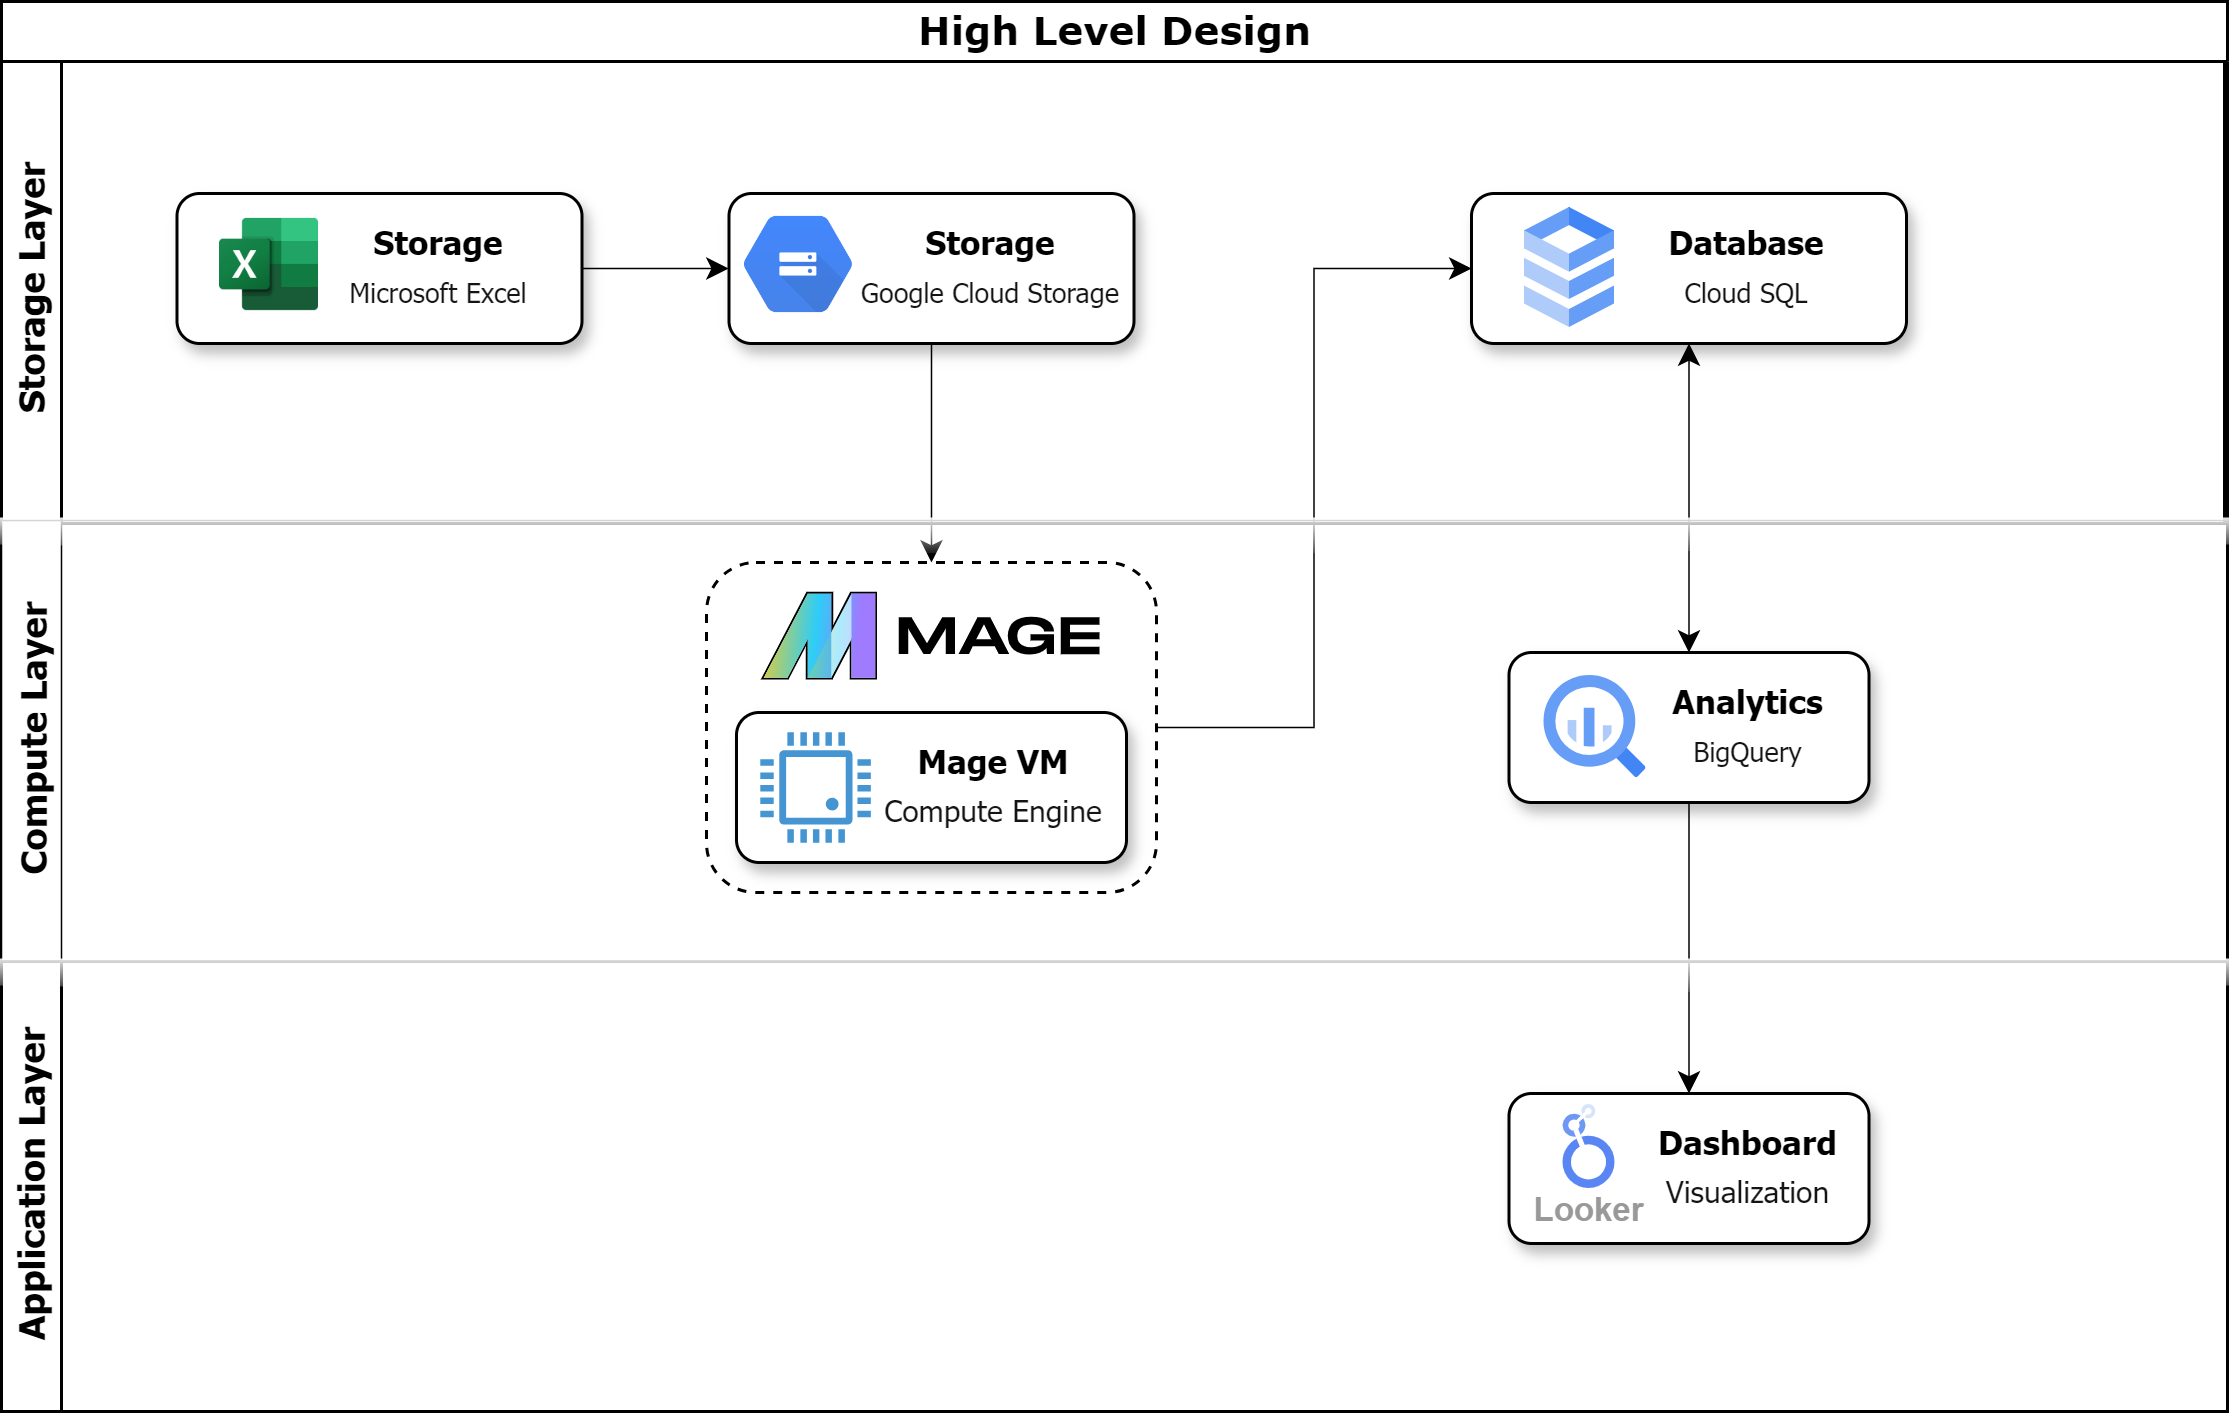 High Level Design
Storage Layer
X
Storage
Microsoft Excel
Storage
Google Cloud Storage
Database
Cloud SQL
Compute Layer
MAGE
Mage VM
Compute Engine
Analytics
BigQuery
Application Layer
Looker
Dashboard
Visualization